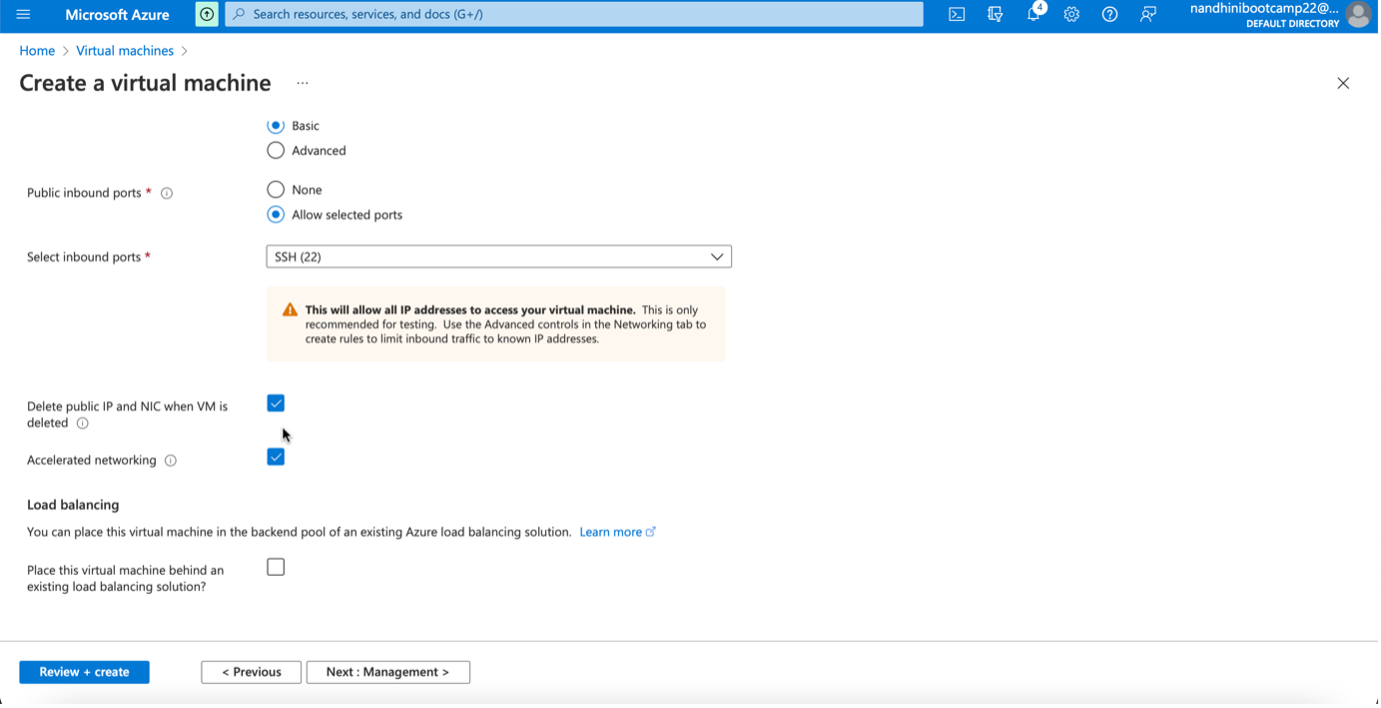 Microsoft Azure
Search resources, services, and docs (G+/)
4
nandhinibootcamp22@...
DEFAULT DIRECTORY
Home > Virtual machines >
Create a virtual machine ...
Basic
Advanced
Public inbound ports *
None
Allow selected ports
Select inbound ports *
SSH (22)
This will allow all IP addresses to access your virtual machine. This is only
recommended for testing. Use the Advanced controls in the Networking tab to
create rules to limit inbound traffic to known IP addresses.
Delete public IP and NIC when VM is
deleted
Accelerated networking
Load balancing
You can place this virtual machine in the backend pool of an existing Azure load balancing solution. Learn more
Place this virtual machine behind an
existing load balancing solution?
Review + create
< Previous
Next : Management >